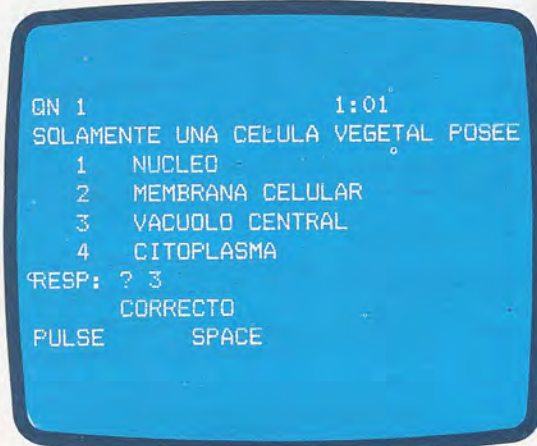 QN 1 1:01
SOLAMENTE UNA CELULA VEGETAL POSEE
1 NUCLEO
2 MEMBRANA CELULAR
3 VACUOLO CENTRAL
4 CITOPLASMA
RESP: ? 3
CORRECTO
PULSE SPACE